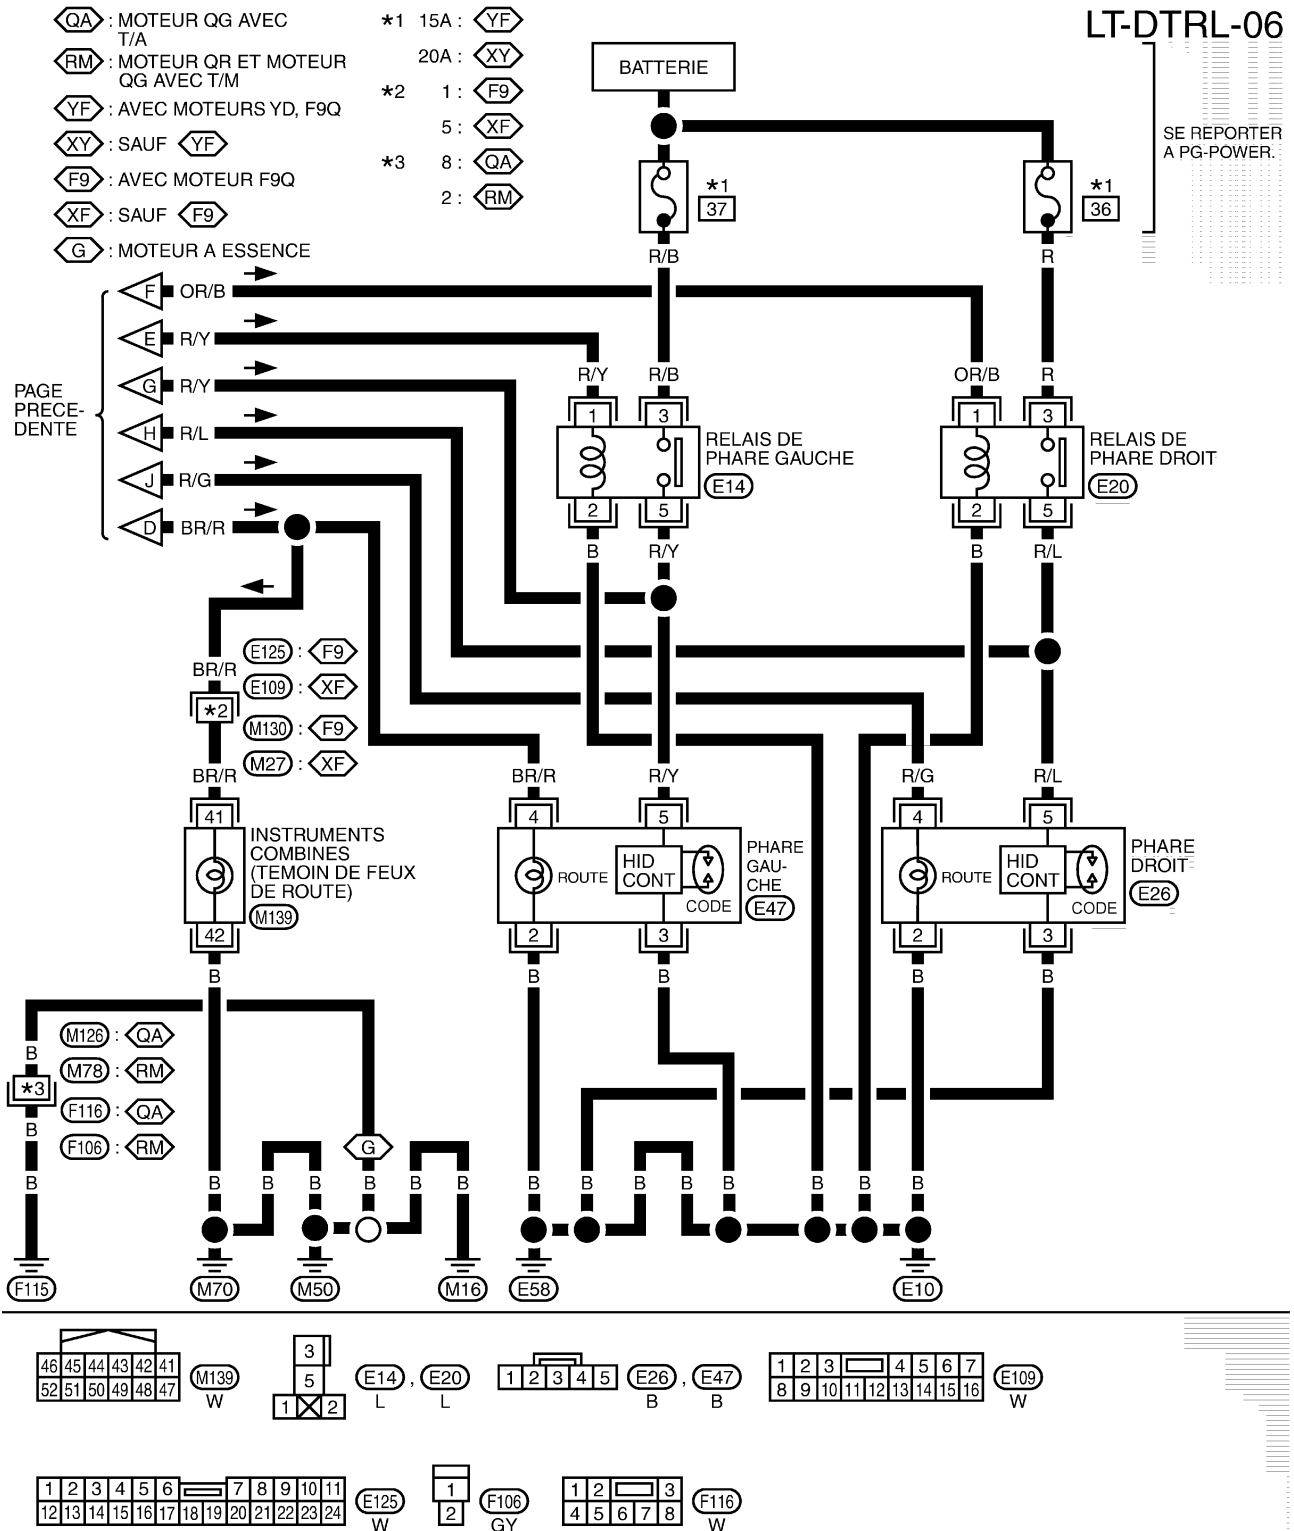 LT-DTRL-06
QA : MOTEUR QG AVEC
T/A
RM : MOTEUR QR ET MOTEUR
QG AVEC T/M
YF : AVEC MOTEURS YD, F9Q
XY : SAUF YF
F9 : AVEC MOTEUR F9Q
XF : SAUF F9
G : MOTEUR A ESSENCE
*1 15A : YF
20A : XY
*2 1 : F9
5 : XF
*3 8 : QA
2 : RM
BATTERIE
SE REPORTER
A PG-POWER.
*1
37
*1
36
R/B
R
F OR/B
E R/Y
G R/Y
H R/L
J R/G
D BR/R
PAGE
PRECE-
DENTE
R/Y R/B OR/B R
1 3 1 3
RELAIS DE
PHARE GAUCHE
E14
RELAIS DE
PHARE DROIT
E20
2 5 2 5
B R/Y B R/L
BR/R
*2
E125 : F9
E109 : XF
M130 : F9
M27 : XF
BR/R BR/R R/Y R/G R/L
41 4 5 4 5
INSTRUMENTS
COMBINES
(TEMOIN DE FEUX
DE ROUTE)
M139
ROUTE
HID
CONT
CODE
PHARE
GAU-
CHE
E47
ROUTE
HID
CONT
CODE
PHARE
DROIT
E26
42 2 3 2 3
B B B B B
B
*3
B
M126 : QA
M78 : RM
F116 : QA
F106 : RM
G
B B B B B B B B B B B B B B B
F115 M70 M50 M16 E58 E10
46 45 44 43 42 41
52 51 50 49 48 47
M139
W
3
5
1 2
E14 , E20
L L
1 2 3 4 5
E26 , E47
B B
1 2 3 4 5 6 7
8 9 10 11 12 13 14 15 16
E109
W
1 2 3 4 5 6 7 8 9 10 11
12 13 14 15 16 17 18 19 20 21 22 23 24
E125
W
1
2
F106
GY
1 2 3
4 5 6 7 8
F116
W